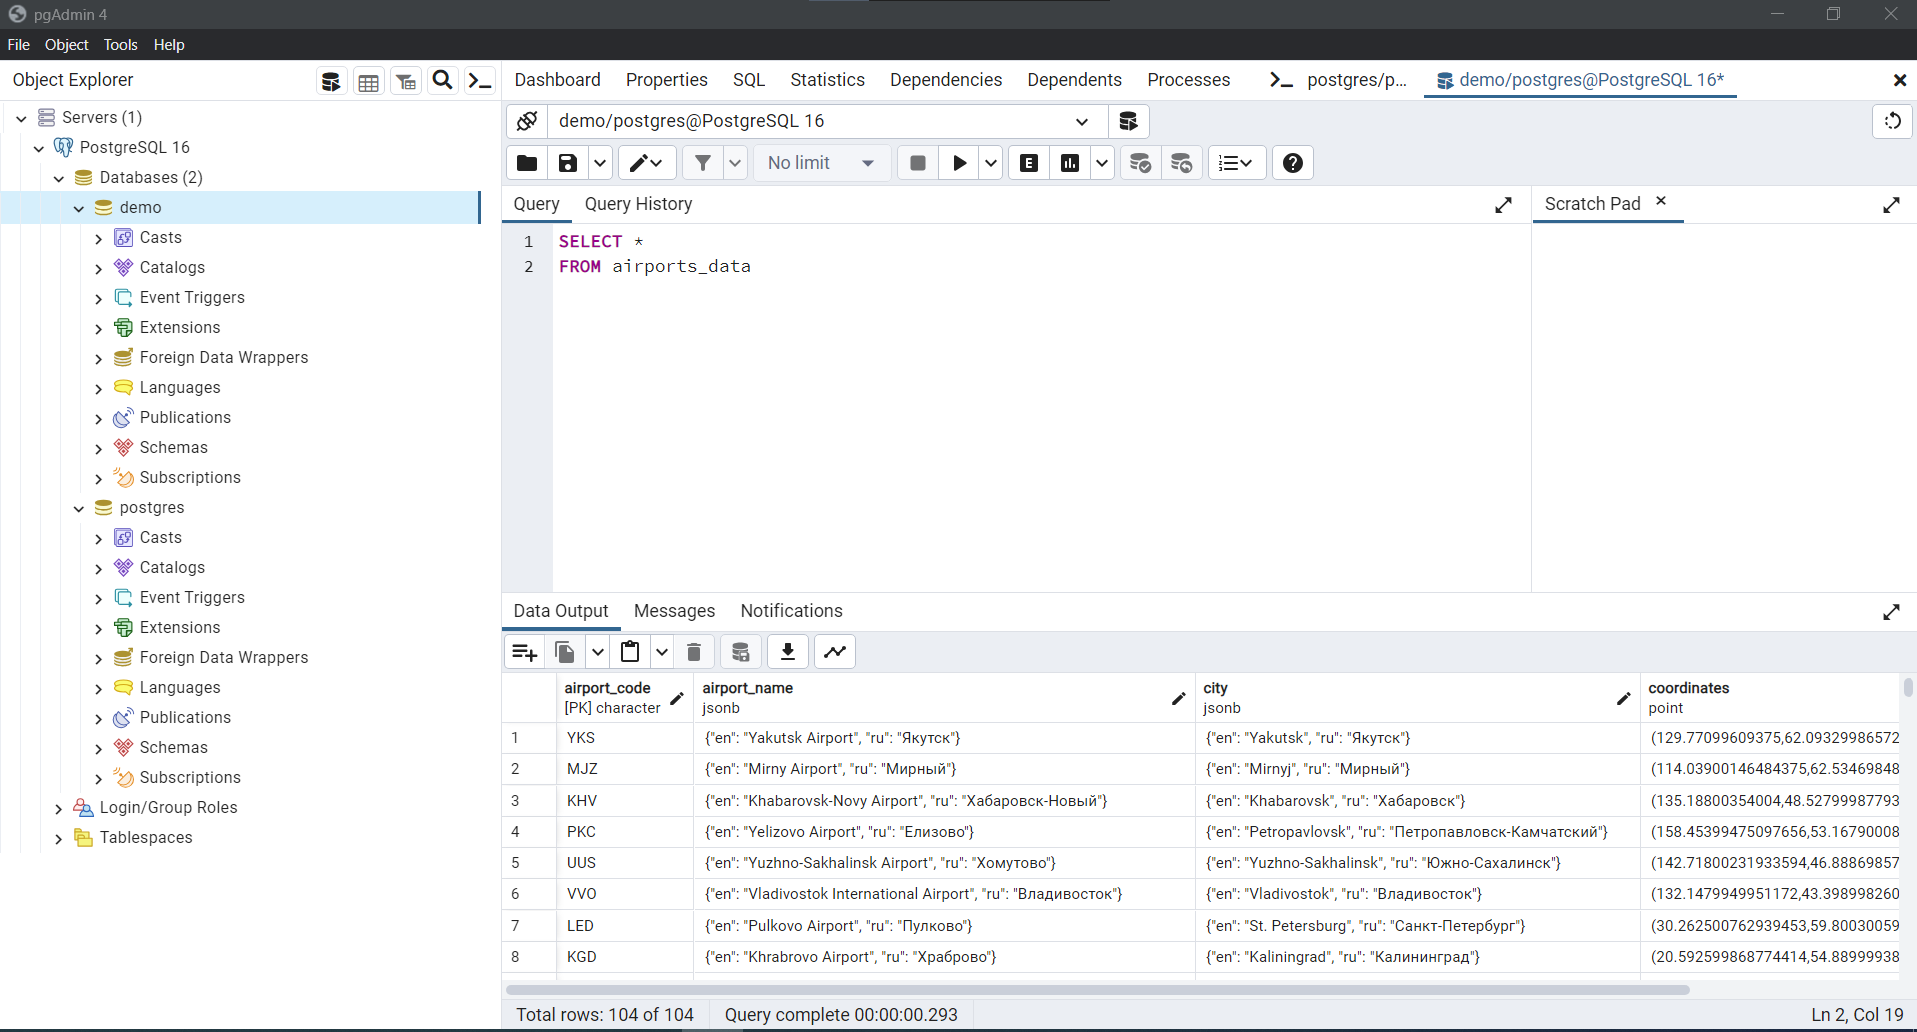 pgAdmin 4
File Object Tools Help
Object Explorer
Servers (1)
PostgreSQL 16
Databases (2)
demo
Casts
Catalogs
Event Triggers
Extensions
Foreign Data Wrappers
Languages
Publications
Schemas
Subscriptions
postgres
Casts
Catalogs
Event Triggers
Extensions
Foreign Data Wrappers
Languages
Publications
Schemas
Subscriptions
Login/Group Roles
Tablespaces
Dashboard Properties SQL Statistics Dependencies Dependents Processes postgres/p... demo/postgres@PostgreSQL 16*
demo/postgres@PostgreSQL 16
No limit E
Query Query History Scratch Pad
1 SELECT *
2 FROM airports_data
Data Output Messages Notifications
airport_code airport_name city coordinates
[PK] character jsonb jsonb point
1 YKS {"en": "Yakutsk Airport", "ru": "Якутск"} {"en": "Yakutsk", "ru": "Якутск"} (129.77099609375,62.09329986572
2 MJZ {"en": "Mirny Airport", "ru": "Мирный"} {"en": "Mirnyj", "ru": "Мирный"} (114.03900146484375,62.53469848
3 KHV {"en": "Khabarovsk-Novy Airport", "ru": "Хабаровск-Новый"} {"en": "Khabarovsk", "ru": "Хабаровск"} (135.18800354004,48.52799987793
4 PKC {"en": "Yelizovo Airport", "ru": "Елизово"} {"en": "Petropavlovsk", "ru": "Петропавловск-Камчатский"} (158.45399475097656,53.16790008
5 UUS {"en": "Yuzhno-Sakhalinsk Airport", "ru": "Хомутово"} {"en": "Yuzhno-Sakhalinsk", "ru": "Южно-Сахалинск"} (142.71800231933594,46.88869857
6 VVO {"en": "Vladivostok International Airport", "ru": "Владивосток"} {"en": "Vladivostok", "ru": "Владивосток"} (132.1479949951172,43.398998260
7 LED {"en": "Pulkovo Airport", "ru": "Пулково"} {"en": "St. Petersburg", "ru": "Санкт-Петербург"} (30.262500762939453,59.80030059
8 KGD {"en": "Khrabrovo Airport", "ru": "Храброво"} {"en": "Kaliningrad", "ru": "Калининград"} (20.592599868774414,54.88999938
Total rows: 104 of 104 Query complete 00:00:00.293 Ln 2, Col 19